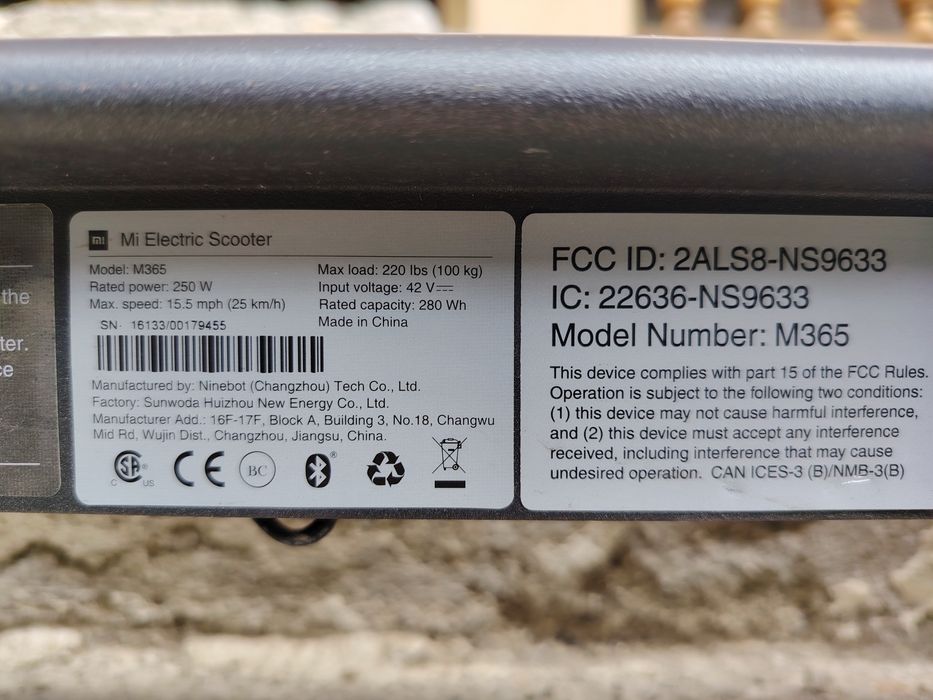 the
ter.
ce
mi Mi Electric Scooter
Model: M365
Rated power: 250 W
Max. speed: 15.5 mph (25 km/h)
Max load: 220 lbs (100 kg)
Input voltage: 42 V⎓
Rated capacity: 280 Wh
Made in China
SN: 16133/00179455
Manufactured by: Ninebot (Changzhou) Tech Co., Ltd.
Factory: Sunwoda Huizhou New Energy Co., Ltd.
Manufacturer Add.: 16F-17F, Block A, Building 3, No.18, Changwu
Mid Rd, Wujin Dist., Changzhou, Jiangsu, China.
C SA ® US CE BC ®
FCC ID: 2ALS8-NS9633
IC: 22636-NS9633
Model Number: M365
This device complies with part 15 of the FCC Rules.
Operation is subject to the following two conditions:
(1) this device may not cause harmful interference,
and (2) this device must accept any interference
received, including interference that may cause
undesired operation. CAN ICES-3 (B)/NMB-3(B)